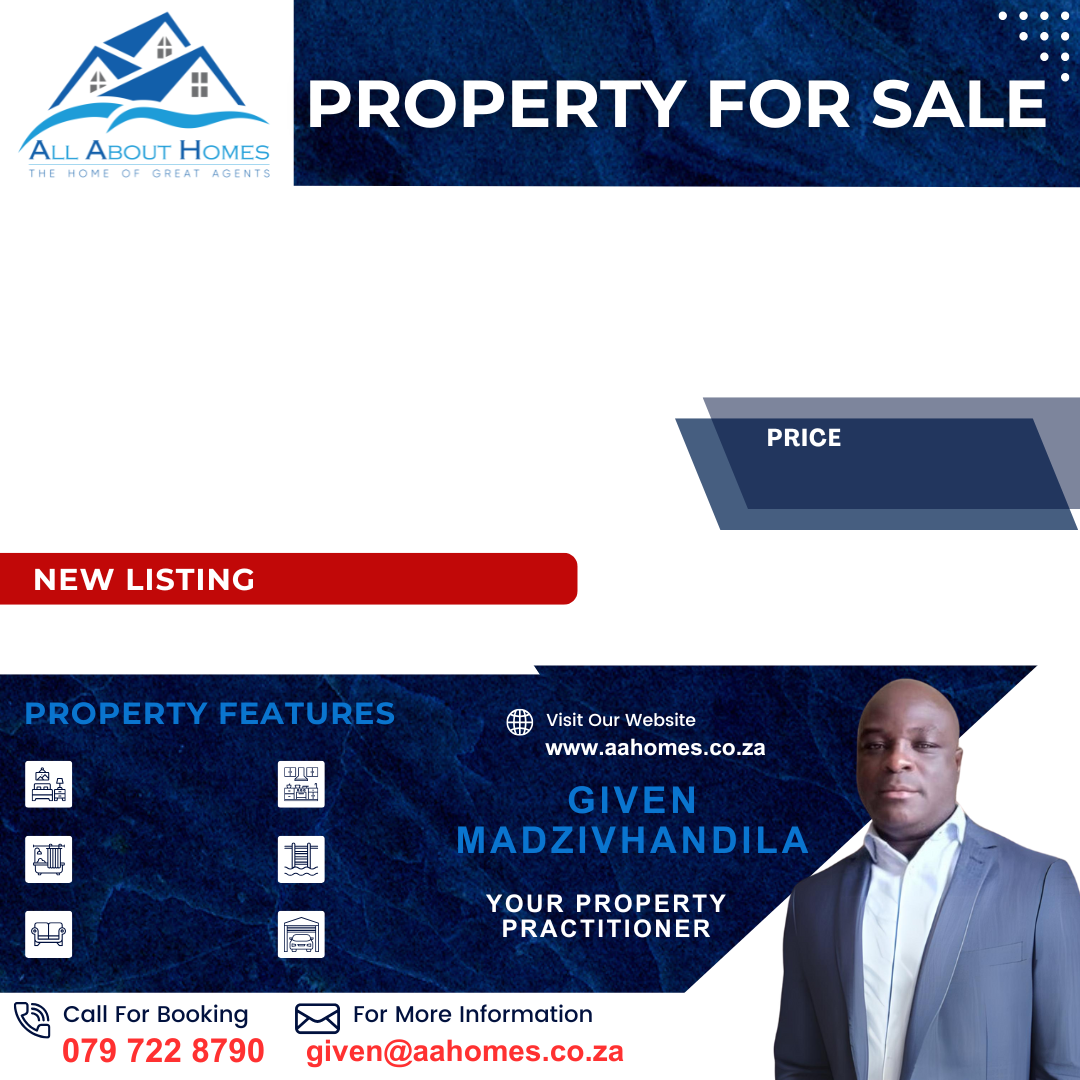 ALL ABOUT HOMES
THE HOME OF GREAT AGENTS
PROPERTY FOR SALE
PRICE
NEW LISTING
PROPERTY FEATURES
Visit Our Website
www.aahomes.co.za
GIVEN
MADZIVHANDILA
YOUR PROPERTY
PRACTITIONER
Call For Booking
079 722 8790
For More Information
given@aahomes.co.za